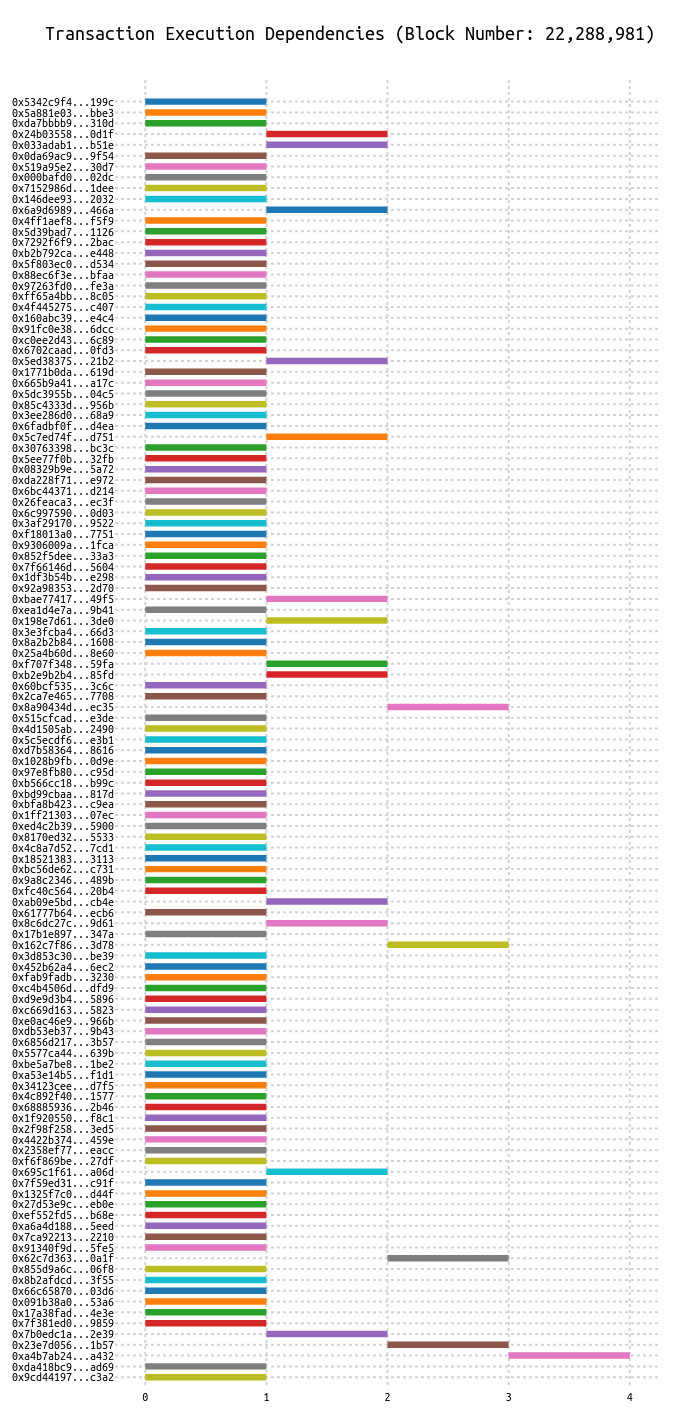 Transaction Execution Dependencies (Block Number: 22,288,981)
0x5342c9f4...199c
0x5a881e03...bbe3
0xda7bbbb9...310d
0x24b03558...0d1f
0x033adab1...b51e
0x0da69ac9...9f54
0x519a95e2...30d7
0x000bafd0...02dc
0x7152986d...1dee
0x146dee93...2032
0x6a9d6989...466a
0x4ff1aef8...f5f9
0x5d39bad7...1126
0x7292f6f9...2bac
0xb2b792ca...e448
0x5f803ec0...d534
0x88ec6f3e...bfaa
0x97263fd0...fe3a
0xff65a4bb...8c05
0x4f445275...c407
0x160abc39...e4c4
0x91fc0e38...6dcc
0xc0ee2d43...6c89
0x6702caad...0fd3
0x5ed38375...21b2
0x1771b0da...619d
0x665b9a41...a17c
0x5dc3955b...04c5
0x85c4333d...956b
0x3ee286d0...68a9
0x6fadbf0f...d4ea
0x5c7ed74f...d751
0x30763398...bc3c
0x5ee77f0b...32fb
0x08329b9e...5a72
0xda228f71...e972
0x6bc44371...d214
0x26feaca3...ec3f
0x6c997590...0d03
0x3af29170...9522
0xf18013a0...7751
0x9306009a...1fca
0x852f5dee...33a3
0x7f66146d...5604
0x1df3b54b...e298
0x92a98353...2d70
0xbae77417...49f5
0xea1d4e7a...9b41
0x198e7d61...3de0
0x3e3fcba4...66d3
0x8a2b2b84...1608
0x25a4b60d...8e60
0xf707f348...59fa
0xb2e9b2b4...85fd
0x60bcf535...3c6c
0x2ca7e465...7708
0x8a90434d...ec35
0x515cfcad...e3de
0x4d1505ab...2490
0x5c5ecdf6...e3b1
0xd7b58364...8616
0x1028b9fb...0d9e
0x97e8fb80...c95d
0xb566cc18...b99c
0xbd99cbaa...817d
0xbfa8b423...c9ea
0x1ff21303...07ec
0xed4c2b39...5900
0x8170ed32...5533
0x4c8a7d52...7cd1
0x18521383...3113
0xbc56de62...c731
0x9a8c2346...489b
0xfc40c564...20b4
0xab09e5bd...cb4e
0x61777b64...ecb6
0x8c6dc27c...9d61
0x17b1e897...347a
0x162c7f86...3d78
0x3d853c30...be39
0x452b62a4...6ec2
0xfab9fadb...3230
0xc4b4506d...dfd9
0xd9e9d3b4...5896
0xc669d163...5823
0xe0ac46e9...966b
0xdb53eb37...9b43
0x6856d217...3b57
0x5577ca44...639b
0xbe5a7be8...1be2
0xa53e14b5...f1d1
0x34123cee...d7f5
0x4c892f40...1577
0x68885936...2b46
0x1f920550...f8c1
0x2f98f258...3ed5
0x4422b374...459e
0x2358ef77...eacc
0xf6f869be...27df
0x695c1f61...a06d
0x7f59ed31...c91f
0x1325f7c0...d44f
0x27d53e9c...eb0e
0xef552fd5...b68e
0xa6a4d188...5eed
0x7ca92213...2210
0x91340f9d...5fe5
0x62c7d363...0a1f
0x855d9a6c...06f8
0x8b2afdcd...3f55
0x66c65870...03d6
0x091b38a0...53a6
0x17a38fad...4e3e
0x7f381ed0...9859
0x7b0edc1a...2e39
0x23e7d056...1b57
0xa4b7ab24...a432
0xda418bc9...ad69
0x9cd44197...c3a2
0 1 2 3 4